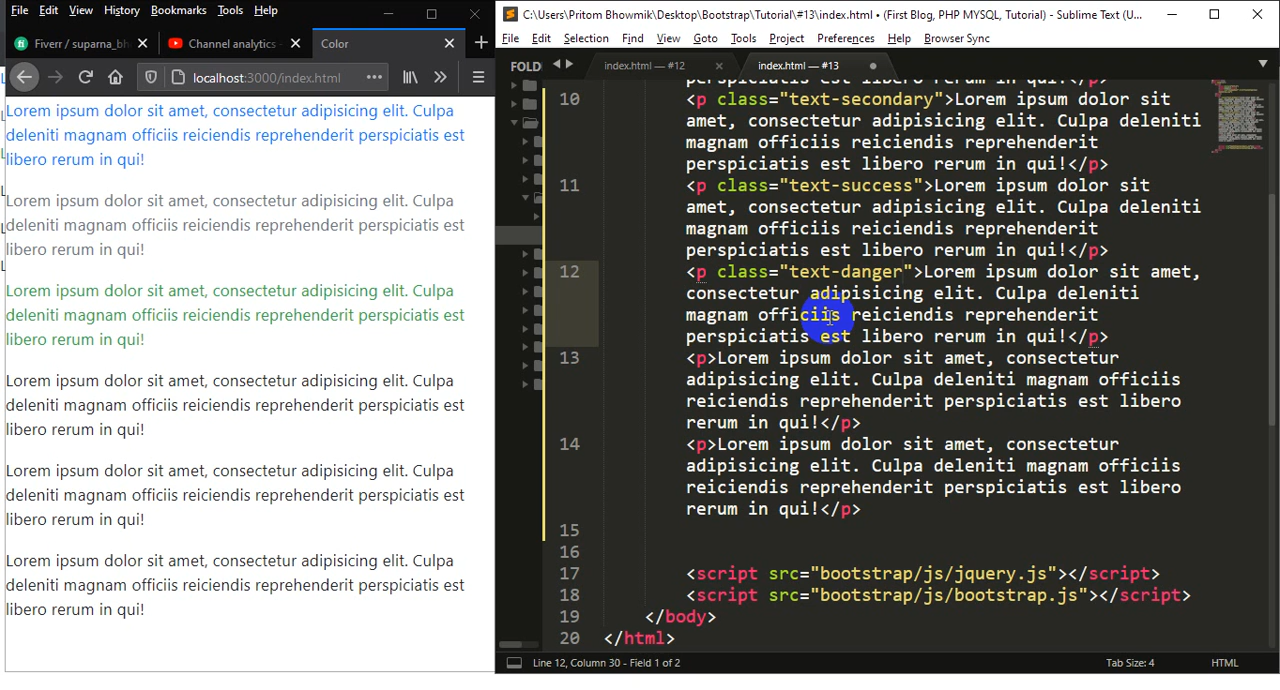 File Edit View History Bookmarks Tools Help
Fiverr / suparna_bh
Channel analytics -
Color
localhost:3000/index.html
Lorem ipsum dolor sit amet, consectetur adipisicing elit. Culpa
deleniti magnam officiis reiciendis reprehenderit perspiciatis est
libero rerum in qui!
Lorem ipsum dolor sit amet, consectetur adipisicing elit. Culpa
deleniti magnam officiis reiciendis reprehenderit perspiciatis est
libero rerum in qui!
Lorem ipsum dolor sit amet, consectetur adipisicing elit. Culpa
deleniti magnam officiis reiciendis reprehenderit perspiciatis est
libero rerum in qui!
Lorem ipsum dolor sit amet, consectetur adipisicing elit. Culpa
deleniti magnam officiis reiciendis reprehenderit perspiciatis est
libero rerum in qui!
Lorem ipsum dolor sit amet, consectetur adipisicing elit. Culpa
deleniti magnam officiis reiciendis reprehenderit perspiciatis est
libero rerum in qui!
Lorem ipsum dolor sit amet, consectetur adipisicing elit. Culpa
deleniti magnam officiis reiciendis reprehenderit perspiciatis est
libero rerum in qui!
C:\Users\Pritom Bhowmik\Desktop\Bootstrap\Tutorial\#13\index.html • (First Blog, PHP MYSQL, Tutorial) - Sublime Text (U...
File Edit Selection Find View Goto Tools Project Preferences Help Browser Sync
FOLD
index.html — #12
index.html — #13
perspiciatis est libero rerum in qui!</p>
10 <p class="text-secondary">Lorem ipsum dolor sit
amet, consectetur adipisicing elit. Culpa deleniti
magnam officiis reiciendis reprehenderit
perspiciatis est libero rerum in qui!</p>
11 <p class="text-success">Lorem ipsum dolor sit
amet, consectetur adipisicing elit. Culpa deleniti
magnam officiis reiciendis reprehenderit
perspiciatis est libero rerum in qui!</p>
12 <p class="text-danger">Lorem ipsum dolor sit amet,
consectetur adipisicing elit. Culpa deleniti
magnam officiis reiciendis reprehenderit
perspiciatis est libero rerum in qui!</p>
13 <p>Lorem ipsum dolor sit amet, consectetur
adipisicing elit. Culpa deleniti magnam officiis
reiciendis reprehenderit perspiciatis est libero
rerum in qui!</p>
14 <p>Lorem ipsum dolor sit amet, consectetur
adipisicing elit. Culpa deleniti magnam officiis
reiciendis reprehenderit perspiciatis est libero
rerum in qui!</p>
15
16
17 <script src="bootstrap/js/jquery.js"></script>
18 <script src="bootstrap/js/bootstrap.js"></script>
19 </body>
20 </html>
Line 12, Column 30 - Field 1 of 2
Tab Size: 4
HTML